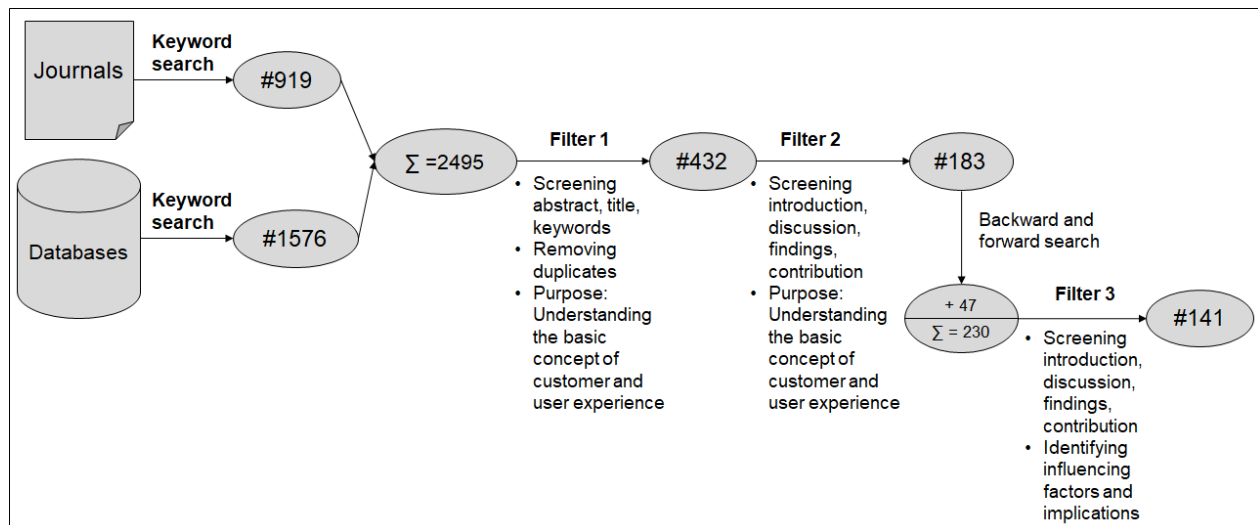 Journals
Keyword
search
#919
Databases
Keyword
search
#1576
∑ =2495
Filter 1
• Screening
abstract, title,
keywords
• Removing
duplicates
• Purpose:
Understanding
the basic
concept of
customer and
user experience
#432
Filter 2
• Screening
introduction,
discussion,
findings,
contribution
• Purpose:
Understanding
the basic
concept of
customer and
user experience
#183
Backward and
forward search
+ 47
∑ = 230
Filter 3
• Screening
introduction,
discussion,
findings,
contribution
• Identifying
influencing
factors and
implications
#141